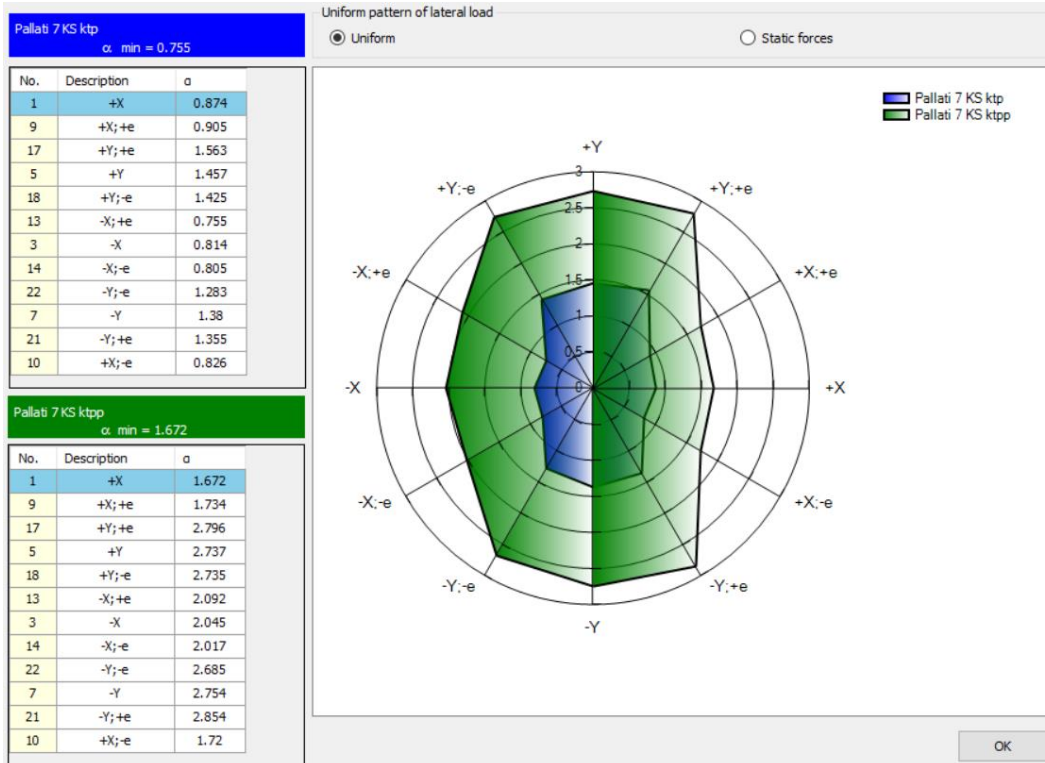 Uniform pattern of lateral load
Pallati 7 KS ktp
α min = 0.755
Uniform
Static forces
No. Description α
1 +X 0.874
9 +X; +e 0.905
17 +Y; +e 1.563
5 +Y 1.457
18 +Y; -e 1.425
13 -X; +e 0.755
3 -X 0.814
14 -X; -e 0.805
22 -Y; -e 1.283
7 -Y 1.38
21 -Y; +e 1.355
10 +X; -e 0.826
Pallati 7 KS ktpp
α min = 1.672
No. Description α
1 +X 1.672
9 +X; +e 1.734
17 +Y; +e 2.796
5 +Y 2.737
18 +Y; -e 2.735
13 -X; +e 2.092
3 -X 2.045
14 -X; -e 2.017
22 -Y; -e 2.685
7 -Y 2.754
21 -Y; +e 2.854
10 +X; -e 1.72
Pallati 7 KS ktp
Pallati 7 KS ktpp
+Y
+Y;-e
+Y;+e
-X;+e
+X;+e
-X
+X
-X;-e
+X;-e
-Y;-e
-Y;+e
-Y
3
2.5
2
1.5
1
0.5
0
OK